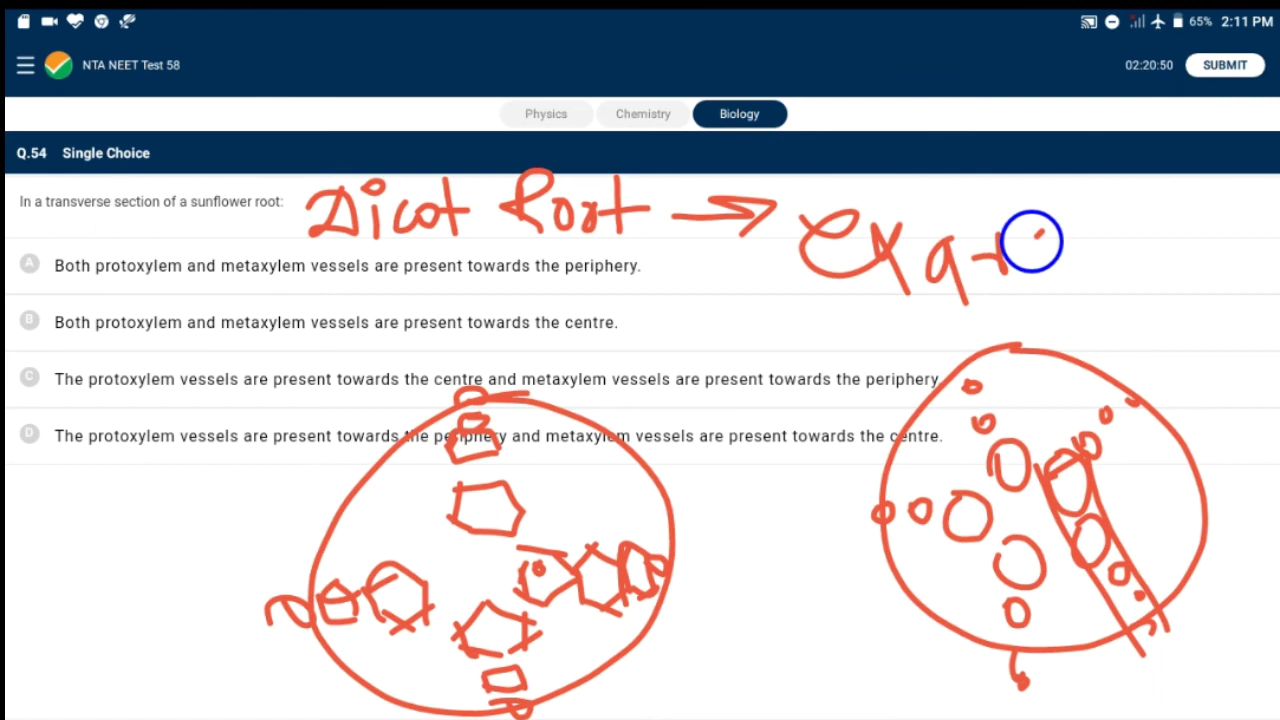 65% 2:11 PM
NTA NEET Test 58
02:20:50 SUBMIT
Physics Chemistry Biology
Q.54 Single Choice
In a transverse section of a sunflower root:
Dicot Root →
A Both protoxylem and metaxylem vessels are present towards the periphery.
B Both protoxylem and metaxylem vessels are present towards the centre.
C The protoxylem vessels are present towards the centre and metaxylem vessels are present towards the periphery.
D The protoxylem vessels are present towards the periphery and metaxylem vessels are present towards the centre.